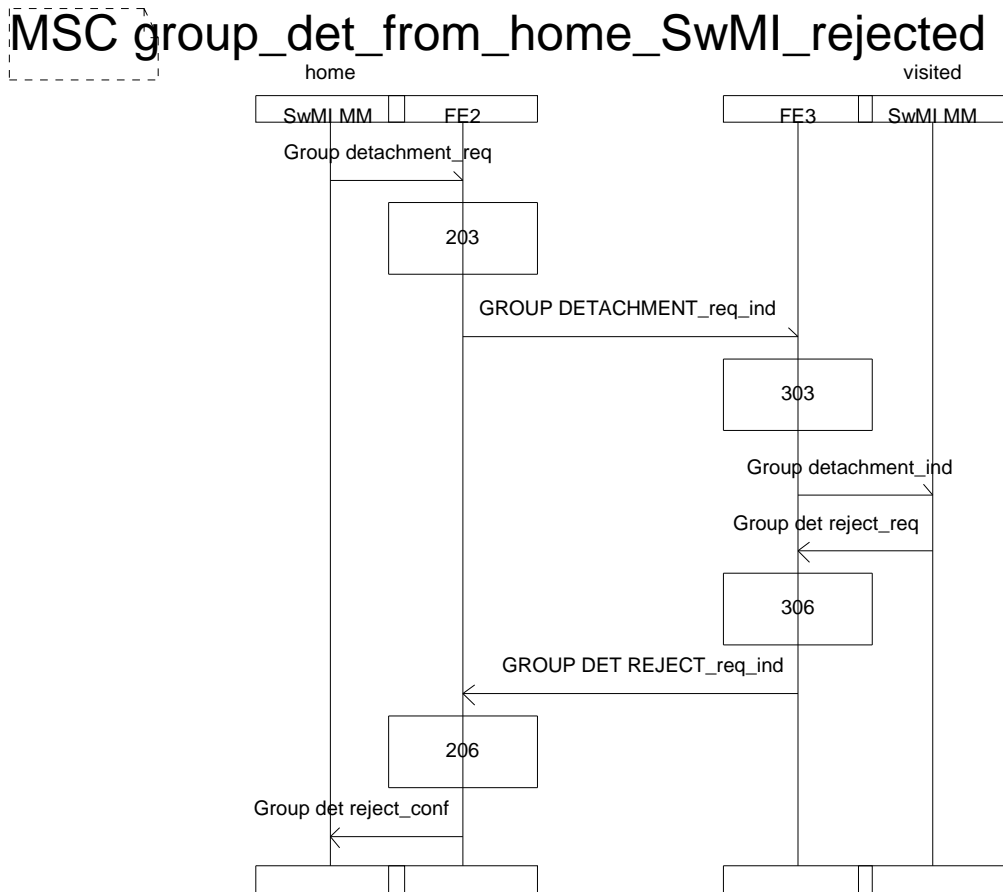 MSC group_det_from_home_SwMI_rejected
home visited
SwMI MM FE2 FE3 SwMI MM
Group detachment_req
203
GROUP DETACHMENT_req_ind
303
Group detachment_ind
Group det reject_req
306
GROUP DET REJECT_req_ind
206
Group det reject_conf